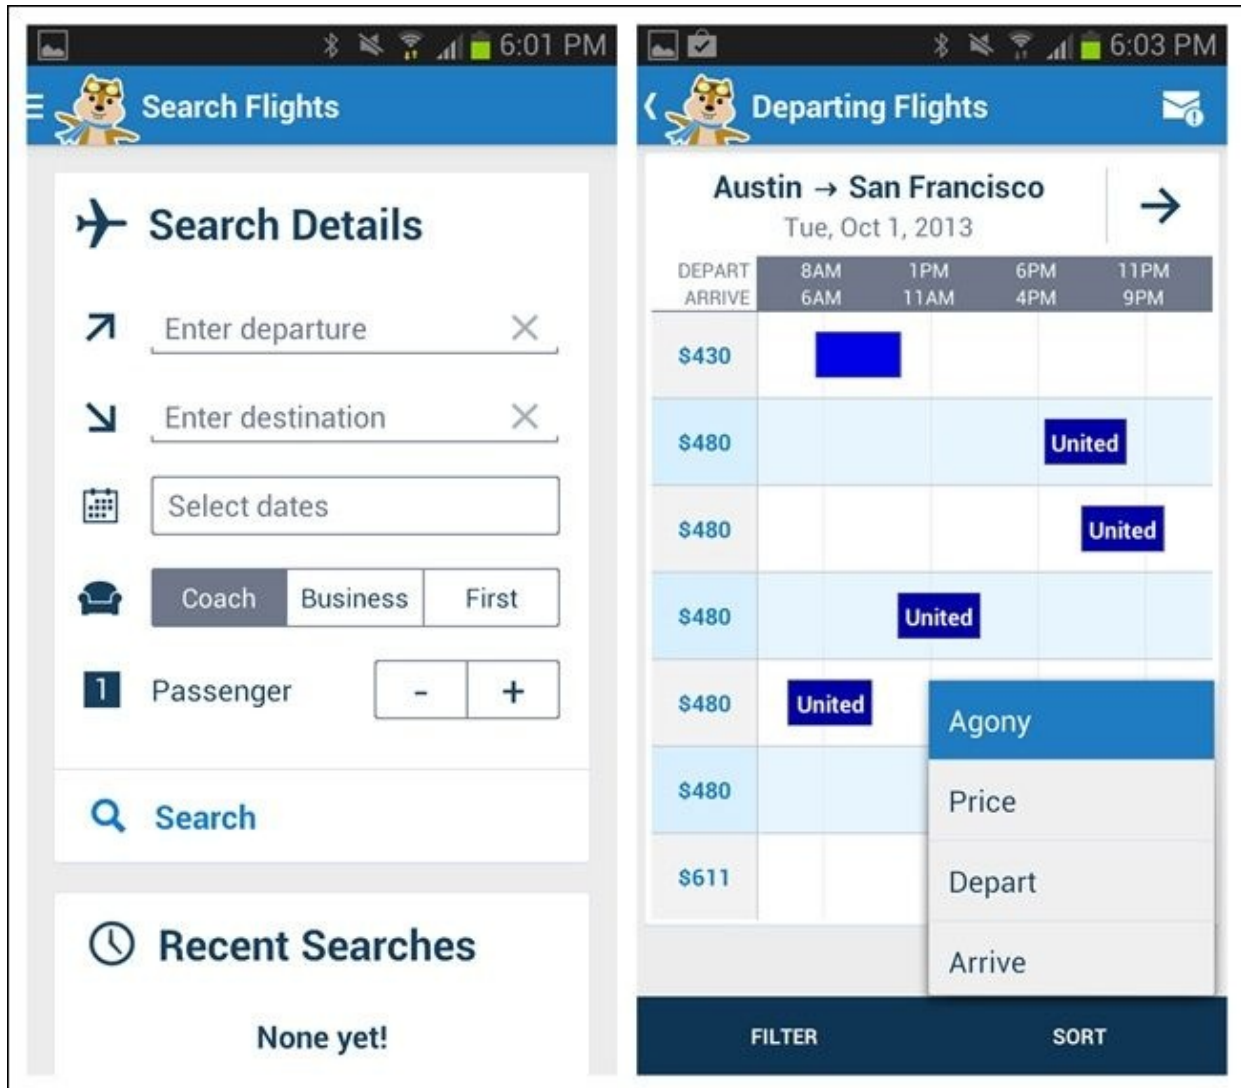 6:01 PM
Search Flights
Search Details
Enter departure
Enter destination
Select dates
Coach Business First
1 Passenger - +
Search
Recent Searches
None yet!
6:03 PM
Departing Flights
Austin → San Francisco
Tue, Oct 1, 2013
DEPART 8AM 1PM 6PM 11PM
ARRIVE 6AM 11AM 4PM 9PM
$430
$480 United
$480 United
$480 United
$480 United
$480
$611
Agony
Price
Depart
Arrive
FILTER SORT